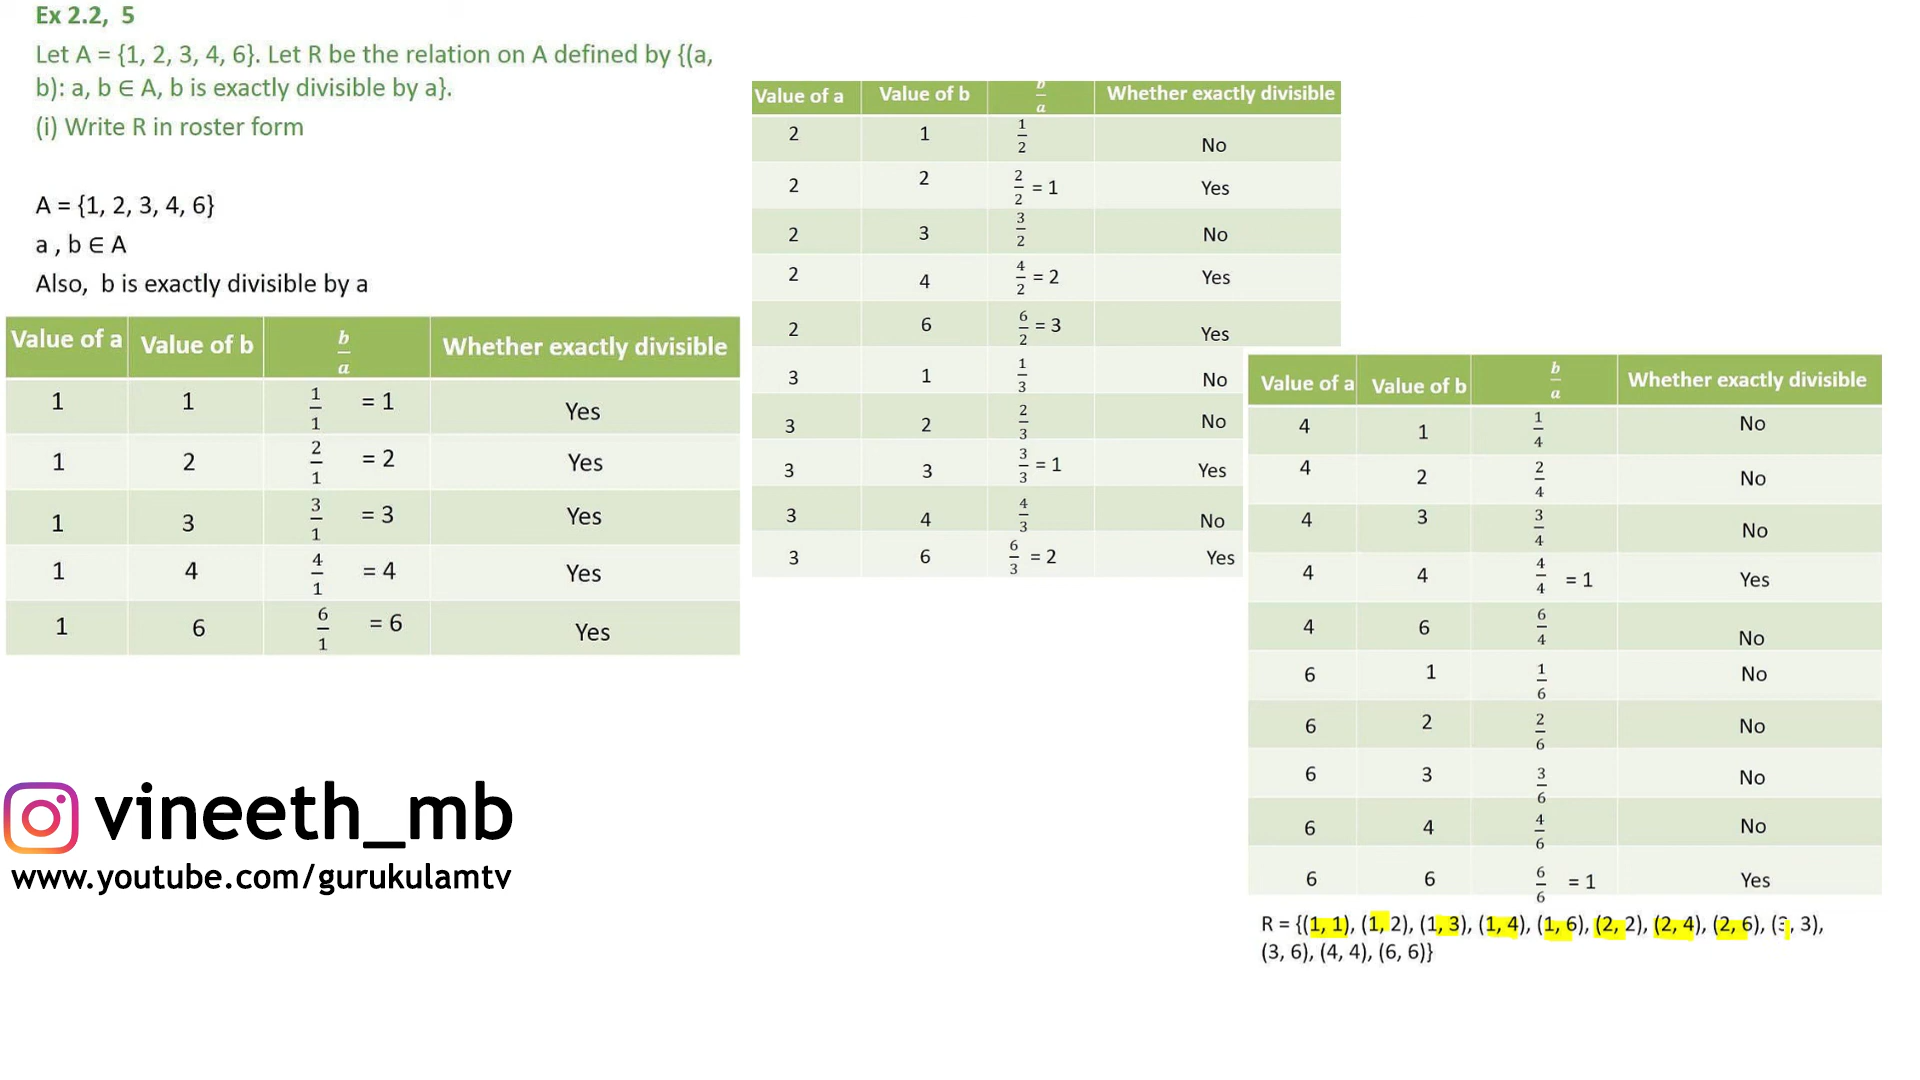 Ex 2.2, 5
Let A = {1, 2, 3, 4, 6}. Let R be the relation on A defined by {(a,
b): a, b ∈ A, b is exactly divisible by a}.
(i) Write R in roster form
A = {1, 2, 3, 4, 6}
a , b ∈ A
Also, b is exactly divisible by a
Value of a Value of b b/a Whether exactly divisible
1 1 1/1 = 1 Yes
1 2 2/1 = 2 Yes
1 3 3/1 = 3 Yes
1 4 4/1 = 4 Yes
1 6 6/1 = 6 Yes
Value of a Value of b b/a Whether exactly divisible
2 1 1/2 No
2 2 2/2 = 1 Yes
2 3 3/2 No
2 4 4/2 = 2 Yes
2 6 6/2 = 3 Yes
3 1 1/3 No
3 2 2/3 No
3 3 3/3 = 1 Yes
3 4 4/3 No
3 6 6/3 = 2 Yes
Value of a Value of b b/a Whether exactly divisible
4 1 1/4 No
4 2 2/4 No
4 3 3/4 No
4 4 4/4 = 1 Yes
4 6 6/4 No
6 1 1/6 No
6 2 2/6 No
6 3 3/6 No
6 4 4/6 No
6 6 6/6 = 1 Yes
R = {(1, 1), (1, 2), (1, 3), (1, 4), (1, 6), (2, 2), (2, 4), (2, 6), (3, 3),
(3, 6), (4, 4), (6, 6)}
vineeth_mb
www.youtube.com/gurukulamtv